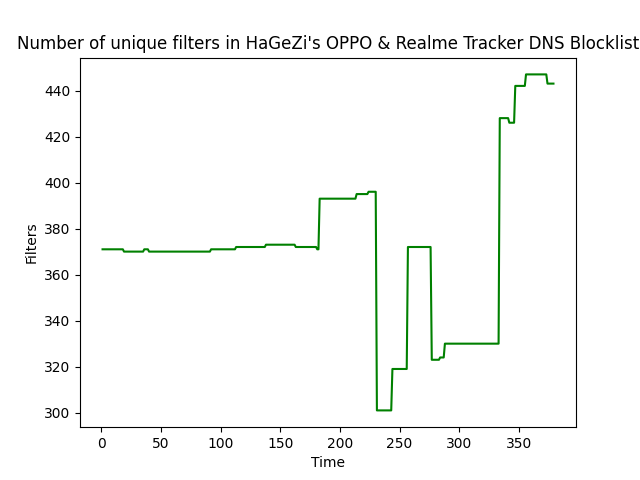 Number of unique filters in HaGeZi's OPPO & Realme Tracker DNS Blocklist
440
420
400
380
360
340
320
300
Filters
0 50 100 150 200 250 300 350
Time